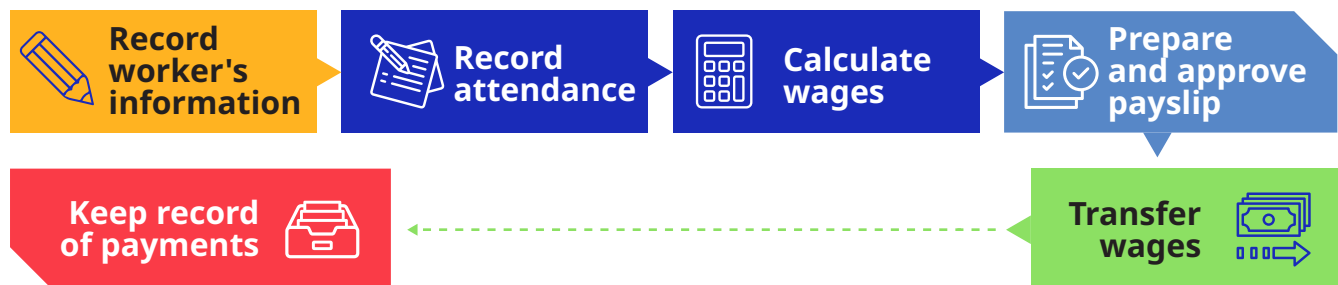 Record
worker's
information
Record
attendance
Calculate
wages
Prepare
and approve
payslip
Transfer
wages
Keep record
of payments